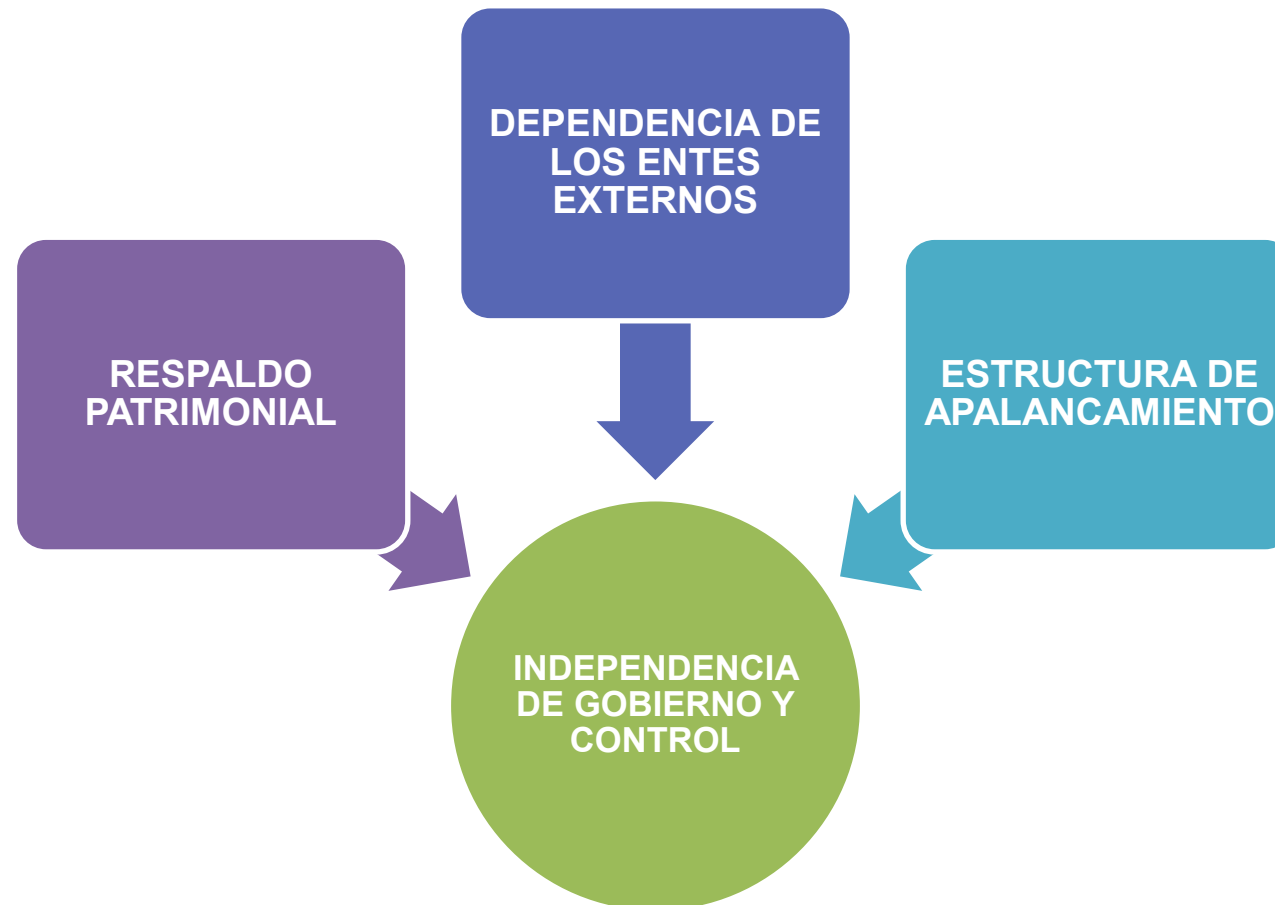 DEPENDENCIA DE
LOS ENTES
EXTERNOS
RESPALDO
PATRIMONIAL
ESTRUCTURA DE
APALANCAMIENTO
INDEPENDENCIA
DE GOBIERNO Y
CONTROL